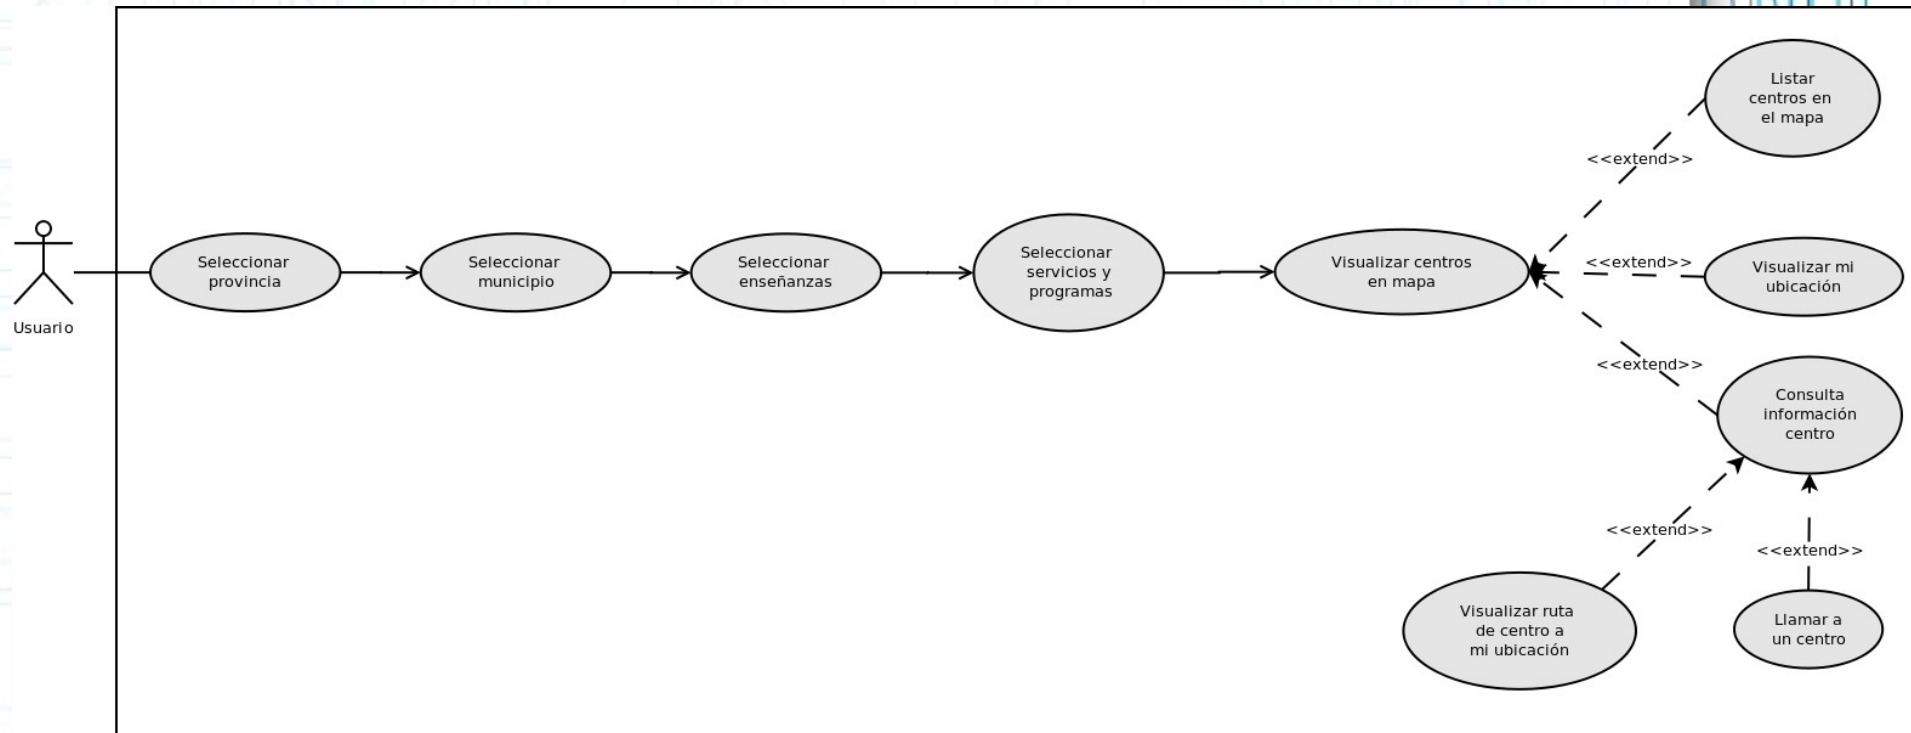 Usuario
Seleccionar
provincia
Seleccionar
municipio
Seleccionar
enseñanzas
Seleccionar
servicios y
programas
Visualizar centros
en mapa
<<extend>>
Listar
centros en
el mapa
<<extend>>
Visualizar mi
ubicación
<<extend>>
Consulta
información
centro
<<extend>>
Visualizar ruta
de centro a
mi ubicación
<<extend>>
Llamar a
un centro